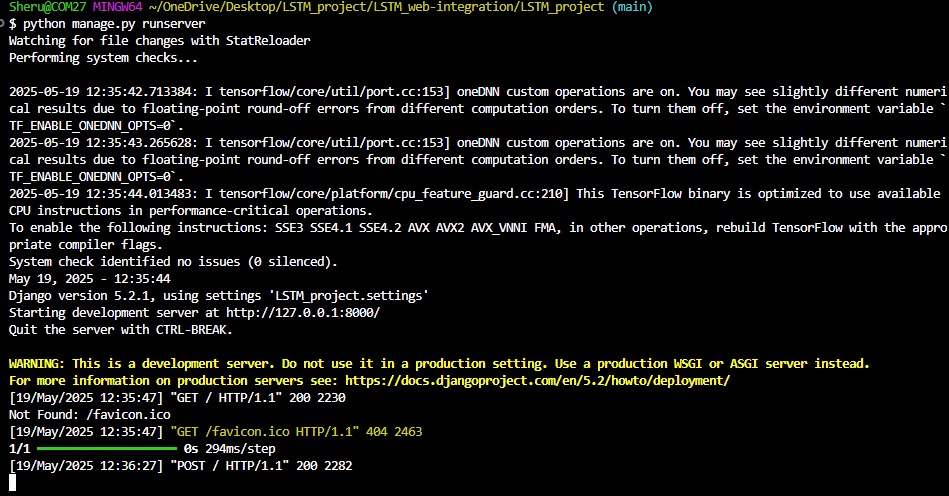 Sheru@COM27 MINGW64 ~/OneDrive/Desktop/LSTM_project/LSTM_web-integration/LSTM_project (main)
$ python manage.py runserver
Watching for file changes with StatReloader
Performing system checks...
2025-05-19 12:35:42.713384: I tensorflow/core/util/port.cc:153] oneDNN custom operations are on. You may see slightly different numeri
cal results due to floating-point round-off errors from different computation orders. To turn them off, set the environment variable `
TF_ENABLE_ONEDNN_OPTS=0`.
2025-05-19 12:35:43.265628: I tensorflow/core/util/port.cc:153] oneDNN custom operations are on. You may see slightly different numeri
cal results due to floating-point round-off errors from different computation orders. To turn them off, set the environment variable `
TF_ENABLE_ONEDNN_OPTS=0`.
2025-05-19 12:35:44.013483: I tensorflow/core/platform/cpu_feature_guard.cc:210] This TensorFlow binary is optimized to use available
CPU instructions in performance-critical operations.
To enable the following instructions: SSE3 SSE4.1 SSE4.2 AVX AVX2 AVX_VNNI FMA, in other operations, rebuild TensorFlow with the appro
priate compiler flags.
System check identified no issues (0 silenced).
May 19, 2025 - 12:35:44
Django version 5.2.1, using settings 'LSTM_project.settings'
Starting development server at http://127.0.0.1:8000/
Quit the server with CTRL-BREAK.
WARNING: This is a development server. Do not use it in a production setting. Use a production WSGI or ASGI server instead.
For more information on production servers see: https://docs.djangoproject.com/en/5.2/howto/deployment/
[19/May/2025 12:35:47] "GET / HTTP/1.1" 200 2230
Not Found: /favicon.ico
[19/May/2025 12:35:47] "GET /favicon.ico HTTP/1.1" 404 2463
1/1 ━━━━━━━━━━━━━━━━━━━━ 0s 294ms/step
[19/May/2025 12:36:27] "POST / HTTP/1.1" 200 2282